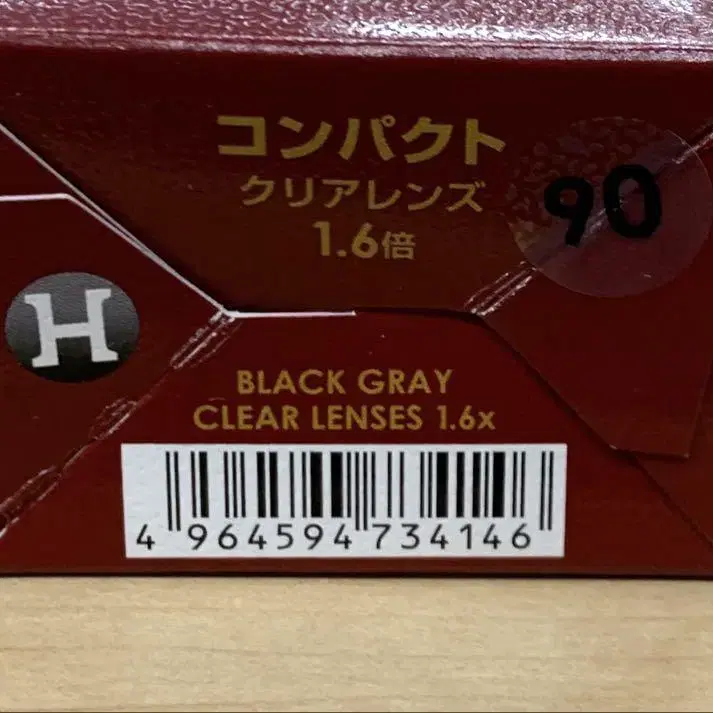 コンパクト
クリアレンズ
1.6倍
90
H
BLACK GRAY
CLEAR LENSES 1.6x
4 964594 734146